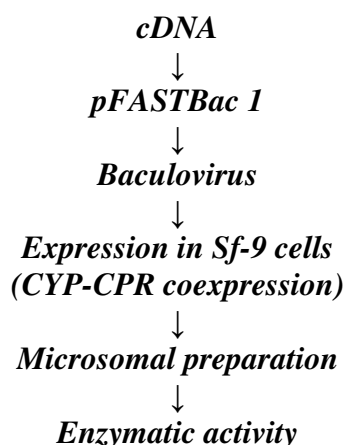 cDNA
↓
pFASTBac 1
↓
Baculovirus
↓
Expression in Sf-9 cells
(CYP-CPR coexpression)
↓
Microsomal preparation
↓
Enzymatic activity